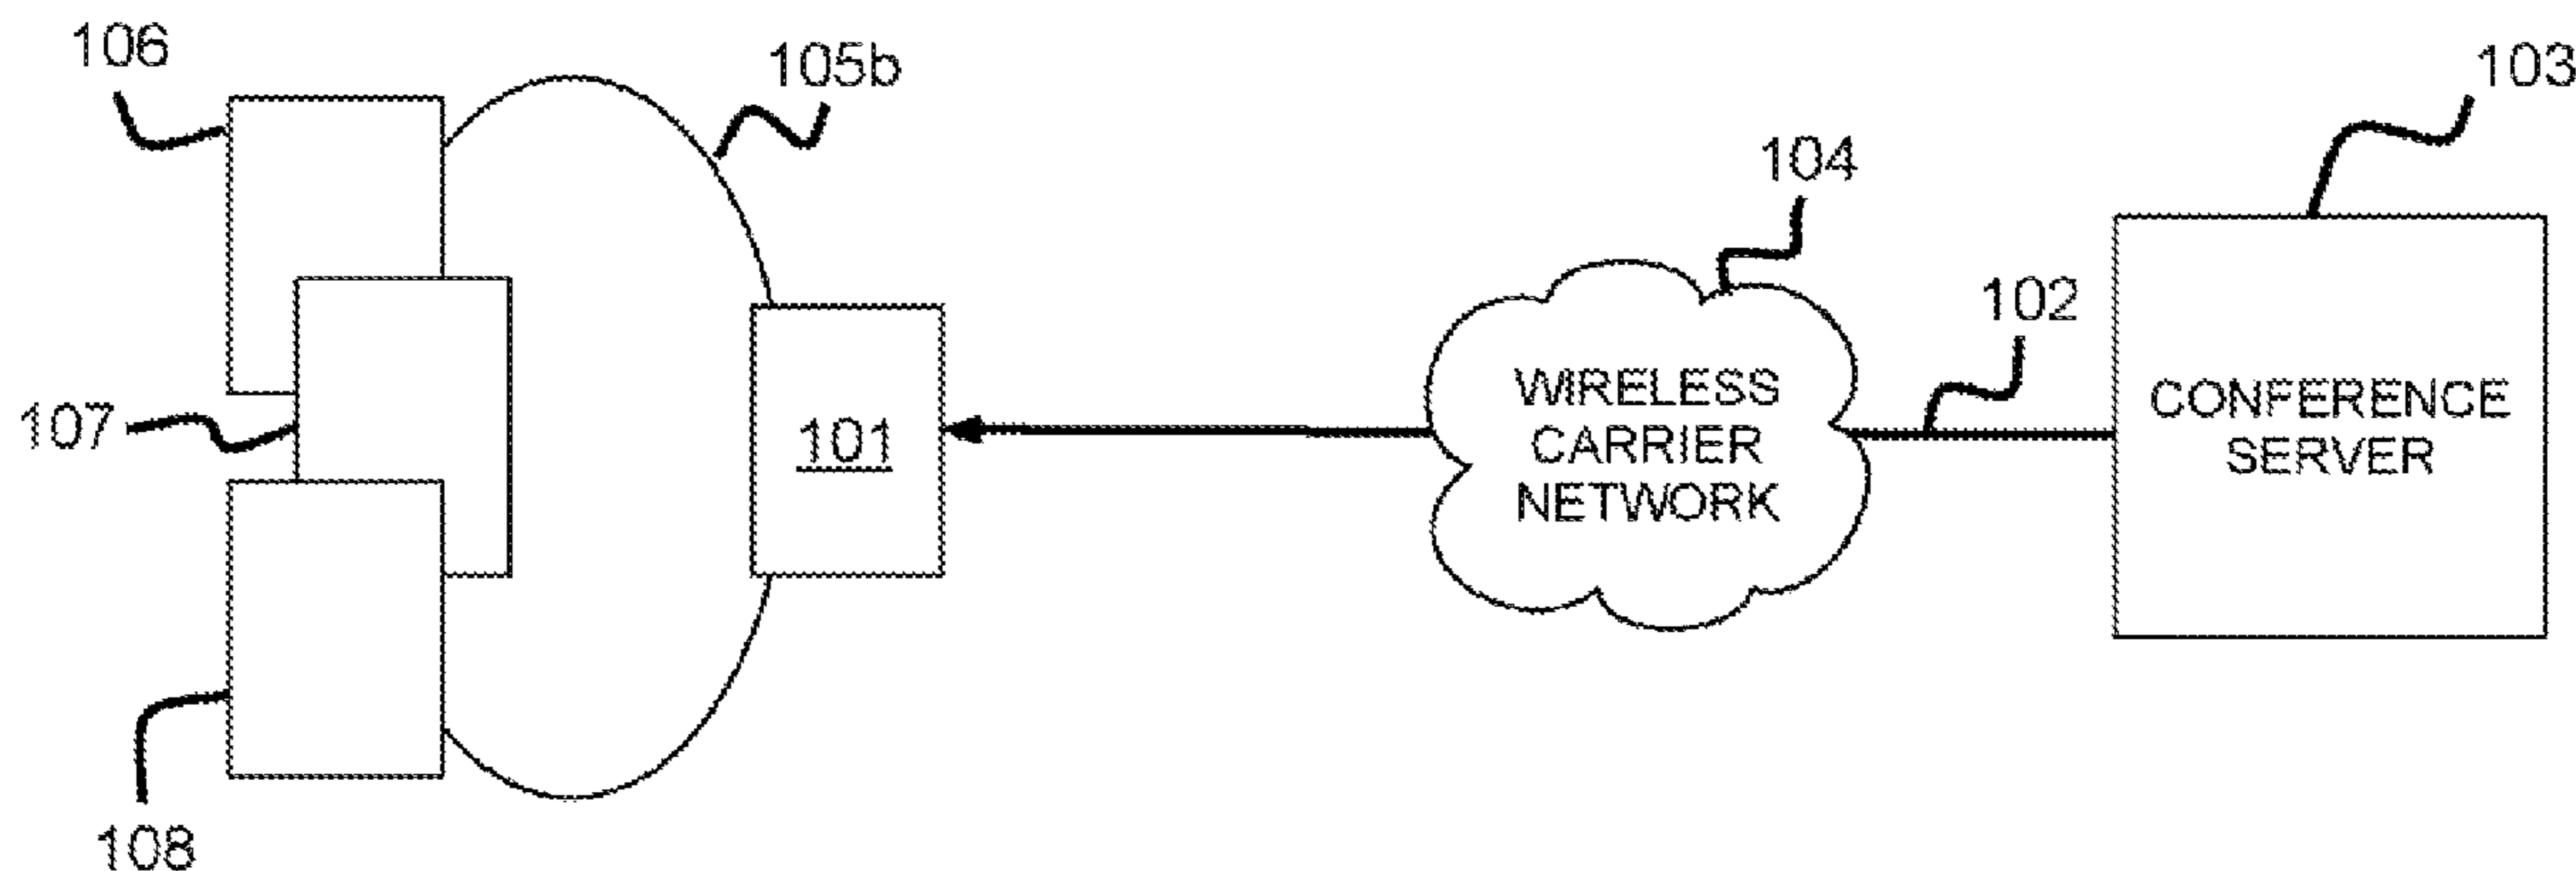 106
105b
103
104
102
WIRELESS
CARRIER
NETWORK
CONFERENCE
SERVER
107
101
108